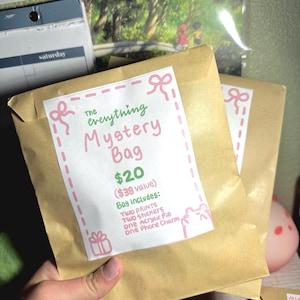 saturday
The
everything
Mystery
Bag
$20
($38 value)
Bag includes:
Two Prints
Two Stickers
One Acrylic Pin
One Phone Charm